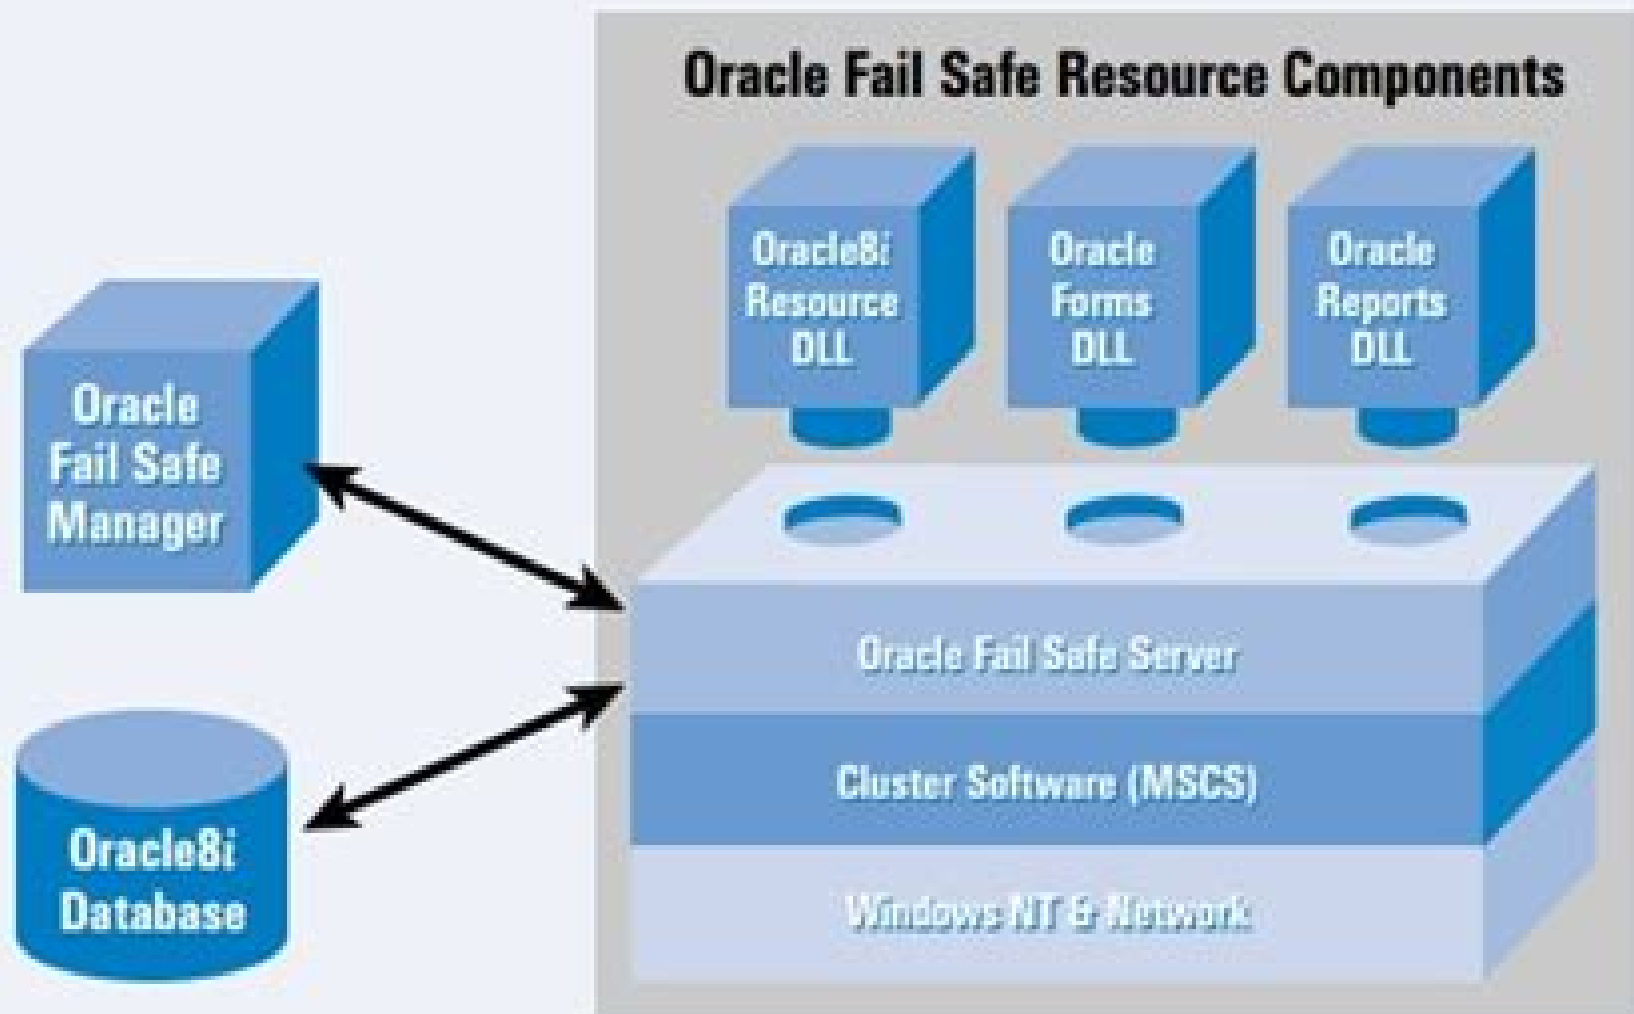 Oracle Fail Safe Resource Components
Oracle8i
Resource
DLL
Oracle
Forms
DLL
Oracle
Reports
DLL
Oracle
Fail Safe
Manager
Oracle Fail Safe Server
Cluster Software (MSCS)
Windows NT & Network
Oracle8i
Database